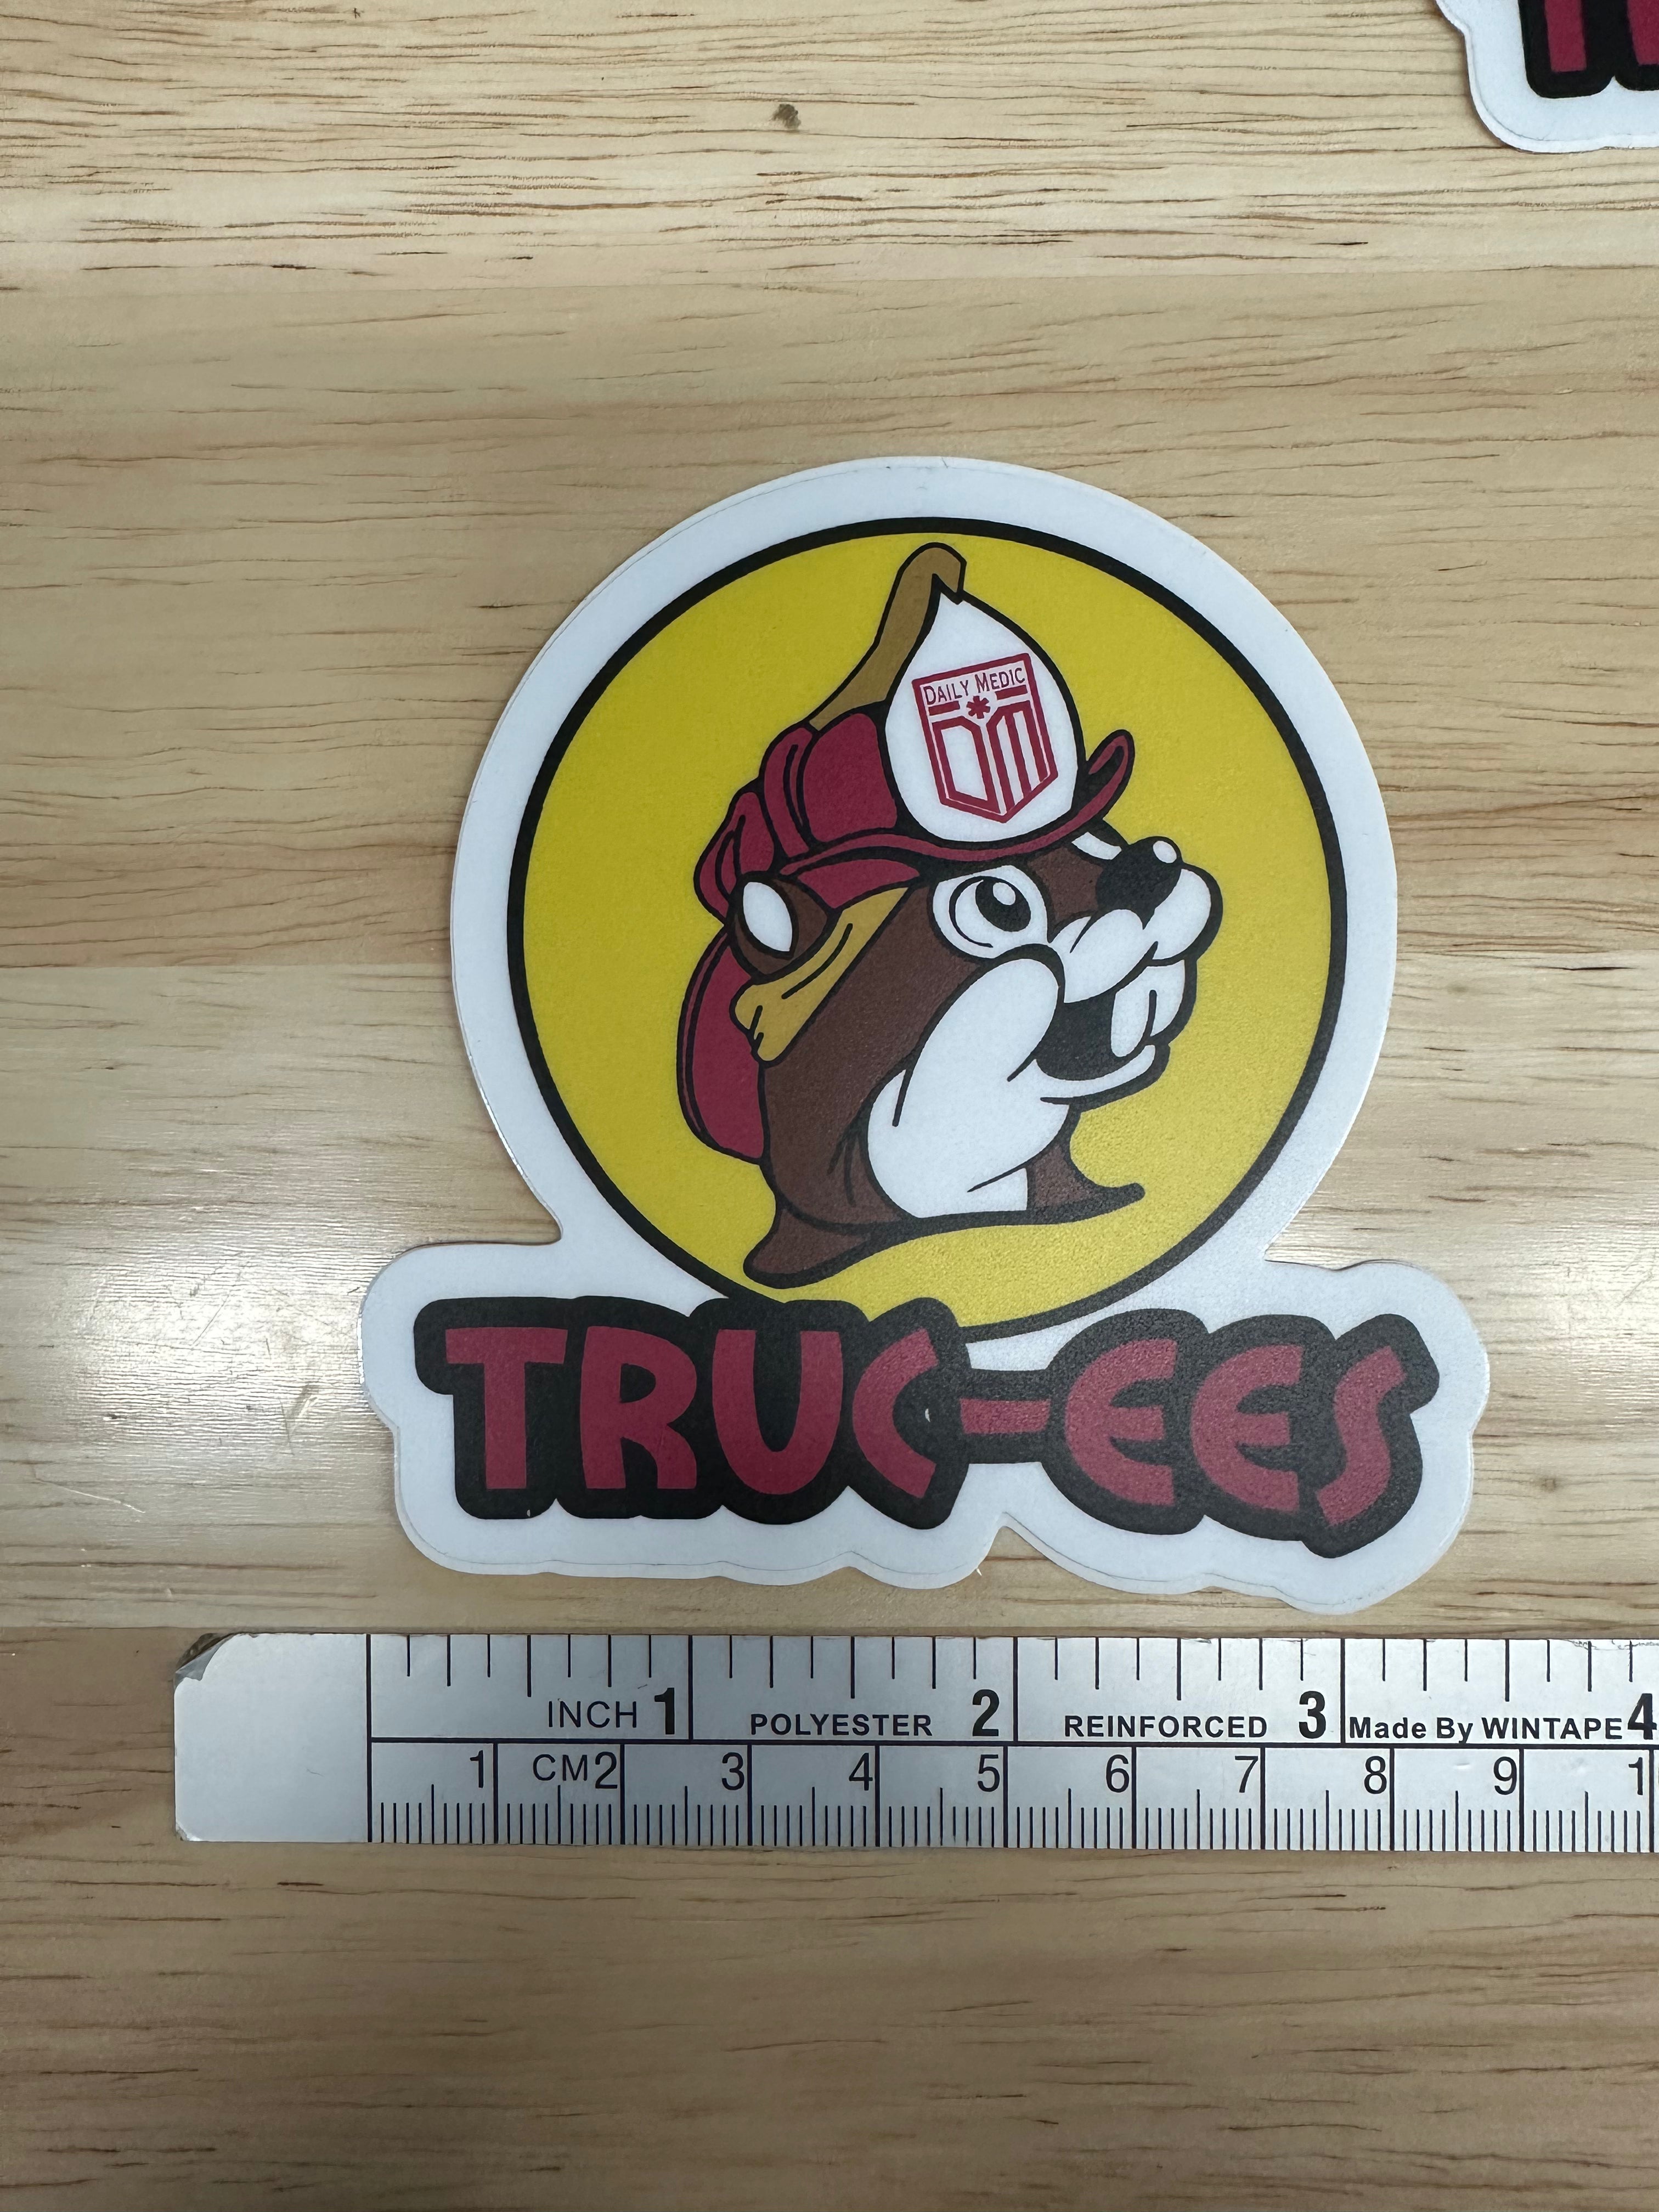 DAILY MEDIC
DM
TRUC-EES
INCH 1 POLYESTER 2 REINFORCED 3 Made By WINTAPE 4
1 CM 2 3 4 5 6 7 8 9